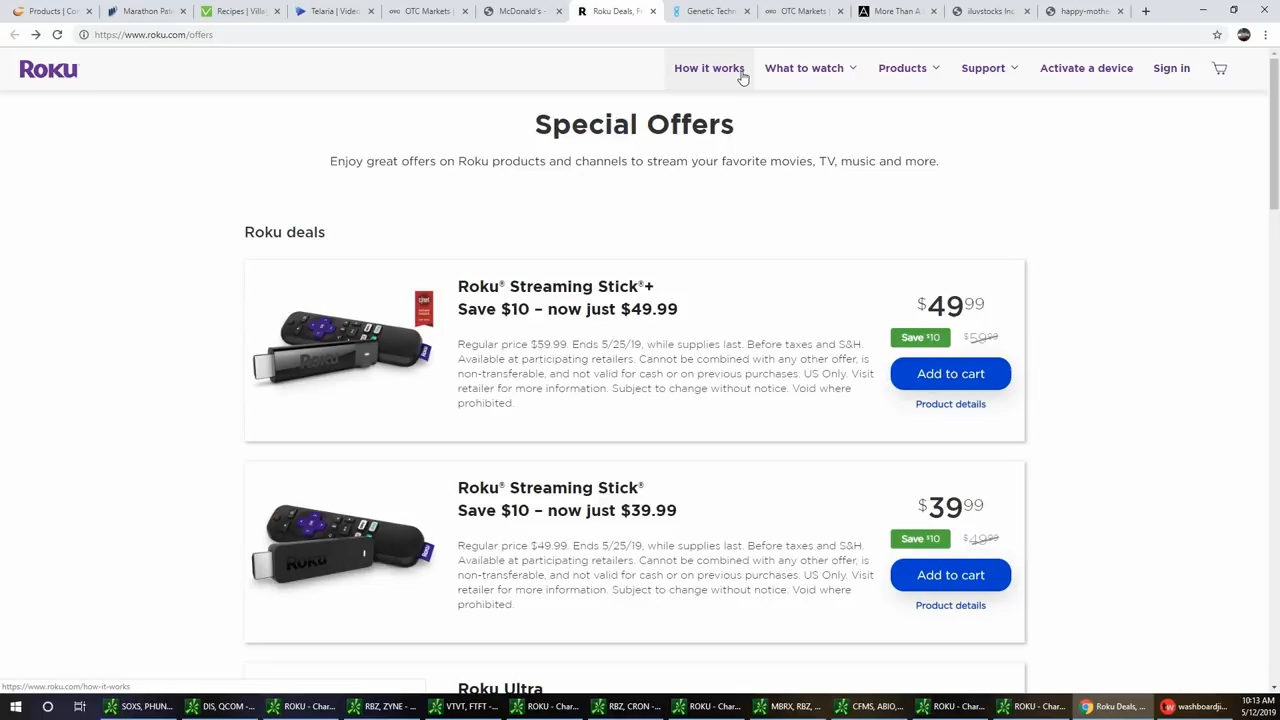 Products | C
Marathon Pat
Recipes | Villa
Telaria | Video
OTC Markets |
McDonald's -
Roku Deals, F
Genetic Techn
OTC Markets |
More Than A
iluvstocks Inc
happy-mothe
https://www.roku.com/offers
Roku
How it works
What to watch
Products
Support
Activate a device
Sign in
Special Offers
Enjoy great offers on Roku products and channels to stream your favorite movies, TV, music and more.
Roku deals
Roku® Streaming Stick®+
Save $10 – now just $49.99
Regular price $59.99. Ends 5/25/19, while supplies last. Before taxes and S&H.
Available at participating retailers. Cannot be combined with any other offer, is
non-transferable, and not valid for cash or on previous purchases. US Only. Visit
retailer for more information. Subject to change without notice. Void where
prohibited.
$49.99
Save $10 $59.99
Add to cart
Product details
Roku® Streaming Stick®
Save $10 – now just $39.99
Regular price $49.99. Ends 5/25/19, while supplies last. Before taxes and S&H.
Available at participating retailers. Cannot be combined with any other offer, is
non-transferable, and not valid for cash or on previous purchases. US Only. Visit
retailer for more information. Subject to change without notice. Void where
prohibited.
$39.99
Save $10 $49.99
Add to cart
Product details
Roku Ultra
https://www.roku.com/how-it-works
SOXS, PHUN...
DIS, QCOM -...
ROKU - Char...
RBZ, ZYNE -...
VTVT, FTFT -...
ROKU - Char...
RBZ, CRON -...
ROKU - Char...
MBRX, RBZ, ...
CFMS, ABIO,...
ROKU - Char...
ROKU - Char...
Roku Deals, ...
washboardji...
10:13 AM
5/12/2019